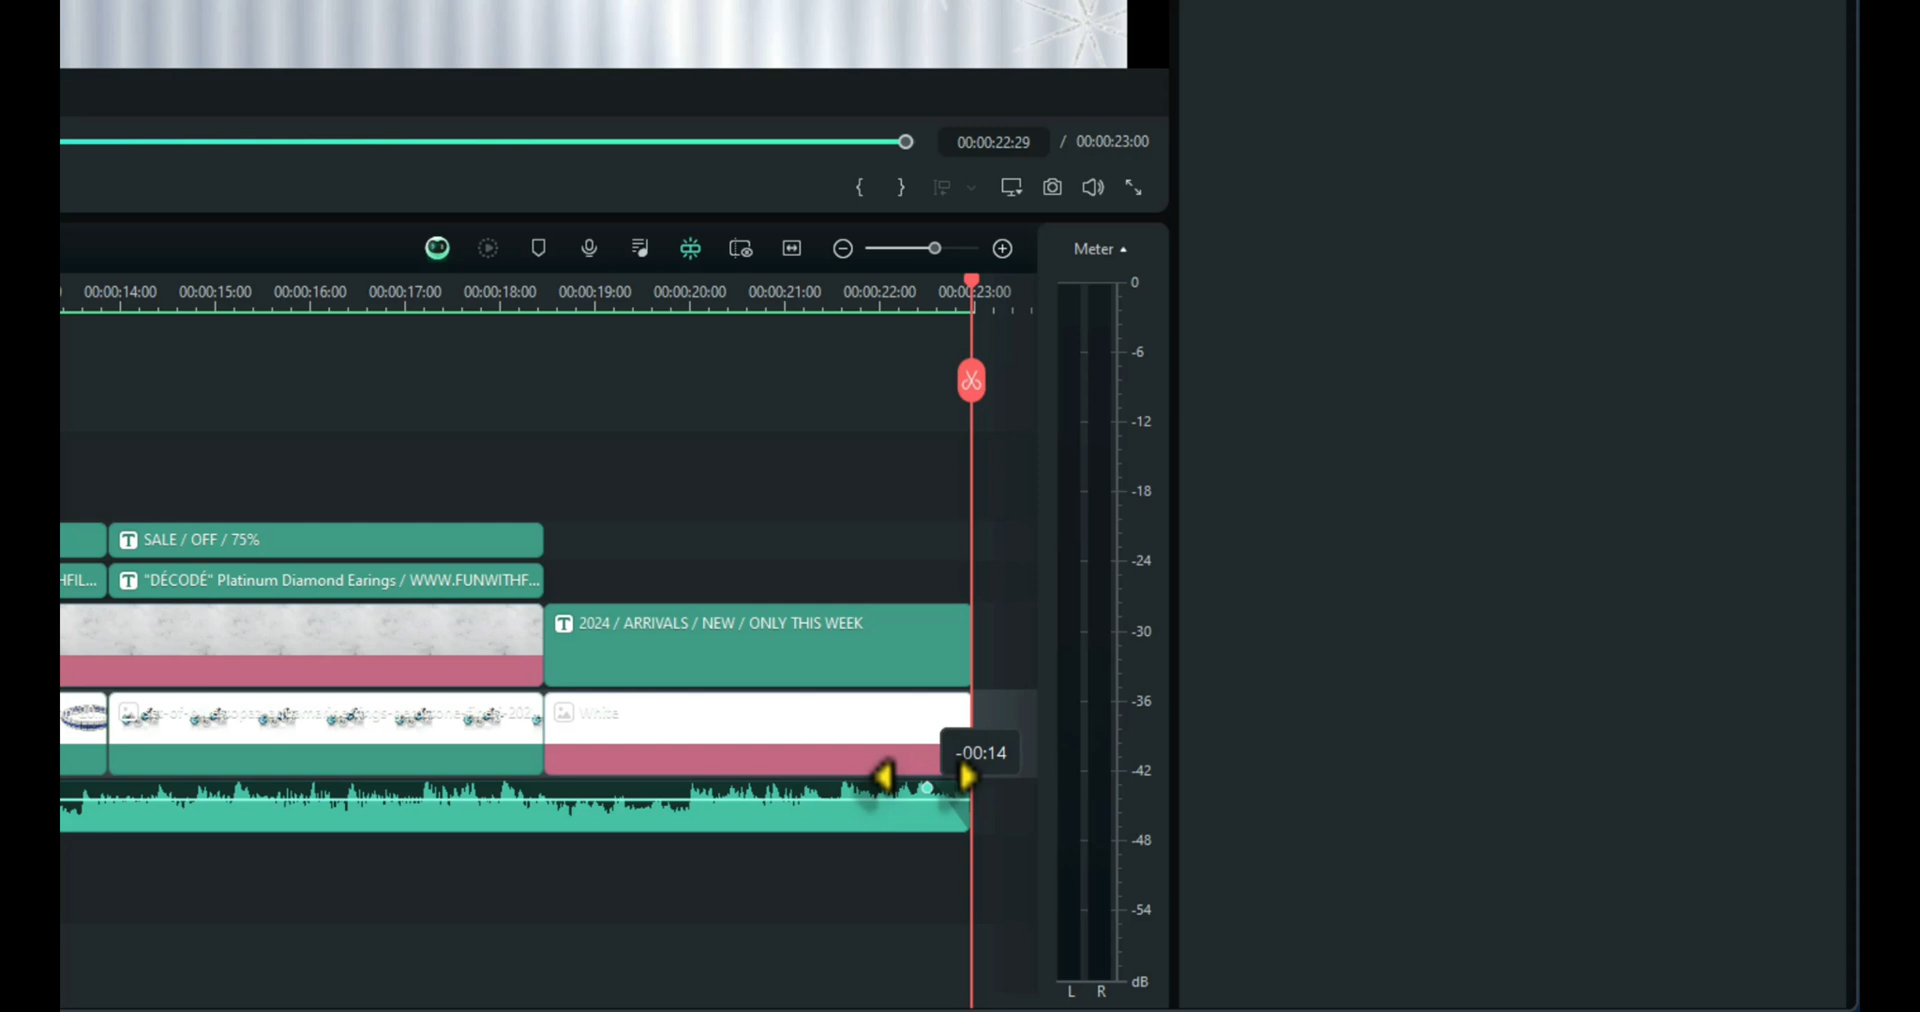 00:00:22:29 / 00:00:23:00
Meter
00:00:14:00 00:00:15:00 00:00:16:00 00:00:17:00 00:00:18:00 00:00:19:00 00:00:20:00 00:00:21:00 00:00:22:00 00:00:23:00
0
-6
-12
-18
SALE / OFF / 75%
-24
HFIL... "DÉCODÉ" Platinum Diamond Earings / WWW.FUNWITHF...
2024 / ARRIVALS / NEW / ONLY THIS WEEK
-30
-36
White
-00:14
-42
-48
-54
dB
L R